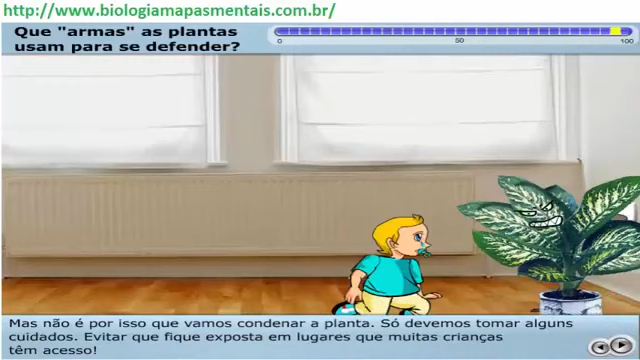 http://www.biologiamapasmentais.com.br/
Que "armas" as plantas
usam para se defender?
0
50
100
Mas não é por isso que vamos condenar a planta. Só devemos tomar alguns
cuidados. Evitar que fique exposta em lugares que muitas crianças
têm acesso!